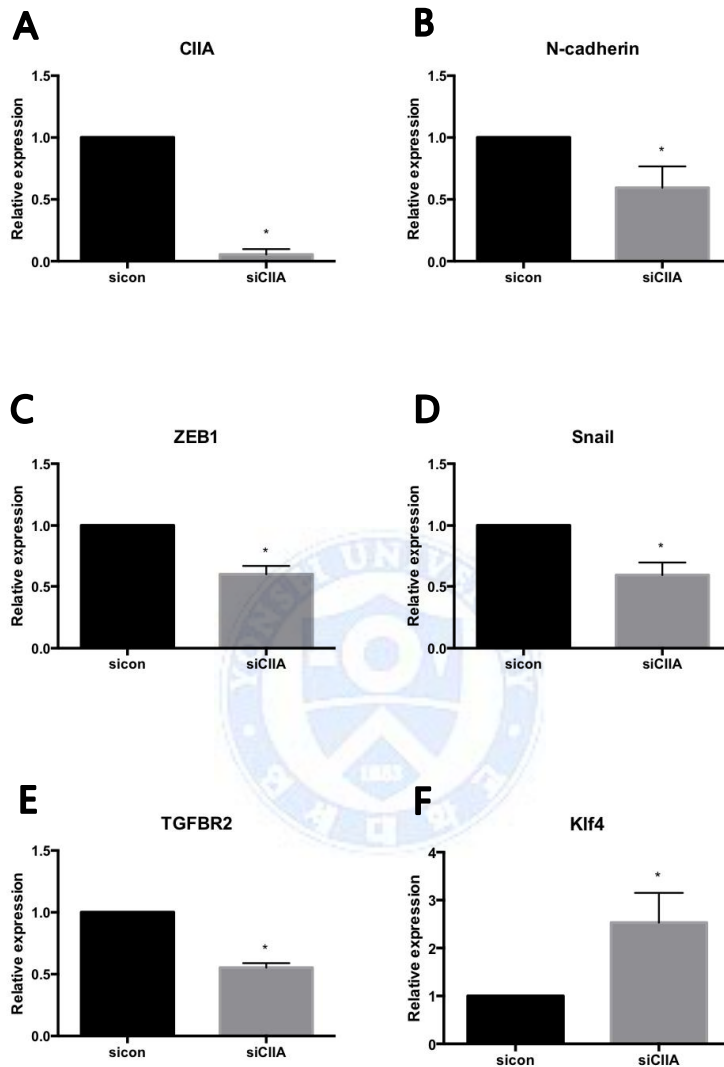 A
CIIA
Relative expression
1.5
1.0
0.5
0.0
*
sicon
siCIIA
B
N-cadherin
Relative expression
1.5
1.0
0.5
0.0
*
sicon
siCIIA
C
ZEB1
Relative expression
1.5
1.0
0.5
0.0
*
sicon
siCIIA
D
Snail
Relative expression
1.5
1.0
0.5
0.0
*
sicon
siCIIA
YONSEI UNIVE
Y
1885
E
TGFBR2
Relative expression
1.5
1.0
0.5
0.0
*
sicon
siCIIA
F
Klf4
Relative expression
4
3
2
1
0
*
sicon
siCIIA